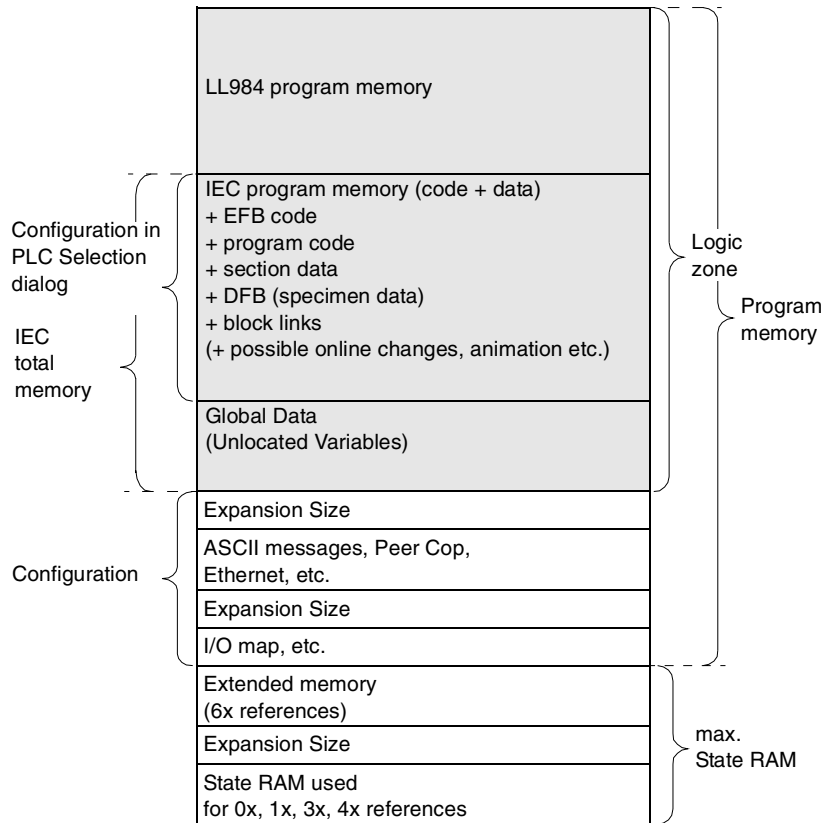 LL984 program memory
IEC program memory (code + data)
+ EFB code
+ program code
+ section data
+ DFB (specimen data)
+ block links
(+ possible online changes, animation etc.)
Configuration in
PLC Selection
dialog
IEC
total
memory
Logic
zone
Program
memory
Global Data
(Unlocated Variables)
Expansion Size
ASCII messages, Peer Cop,
Ethernet, etc.
Configuration
Expansion Size
I/O map, etc.
Extended memory
(6x references)
Expansion Size
max.
State RAM
State RAM used
for 0x, 1x, 3x, 4x references